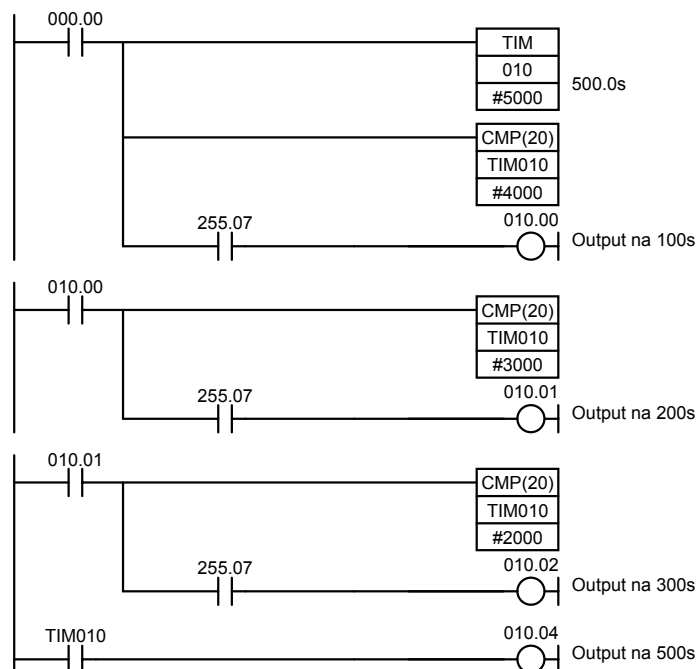 000.00
TIM
010
#5000
500.0s
CMP(20)
TIM010
#4000
255.07
010.00
Output na 100s
010.00
CMP(20)
TIM010
#3000
255.07
010.01
Output na 200s
010.01
CMP(20)
TIM010
#2000
255.07
010.02
Output na 300s
TIM010
010.04
Output na 500s